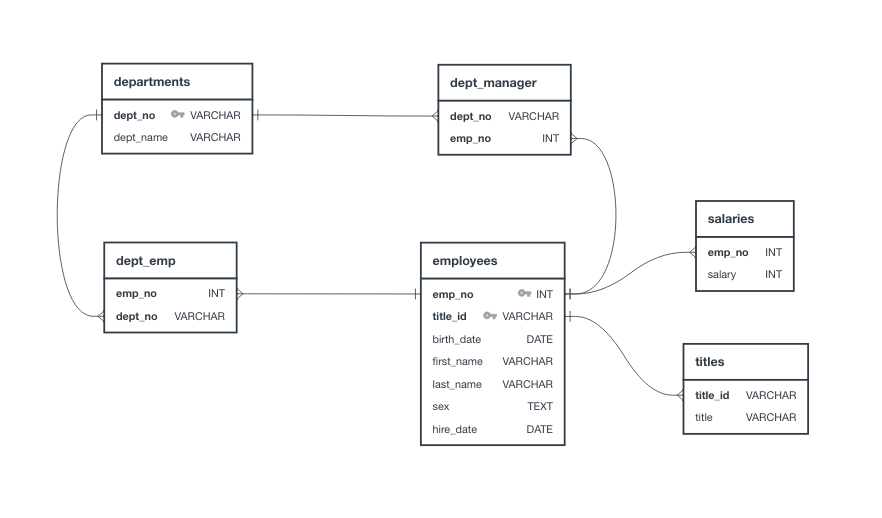 departments
dept_no VARCHAR
dept_name VARCHAR
dept_manager
dept_no VARCHAR
emp_no INT
dept_emp
emp_no INT
dept_no VARCHAR
employees
emp_no INT
title_id VARCHAR
birth_date DATE
first_name VARCHAR
last_name VARCHAR
sex TEXT
hire_date DATE
salaries
emp_no INT
salary INT
titles
title_id VARCHAR
title VARCHAR